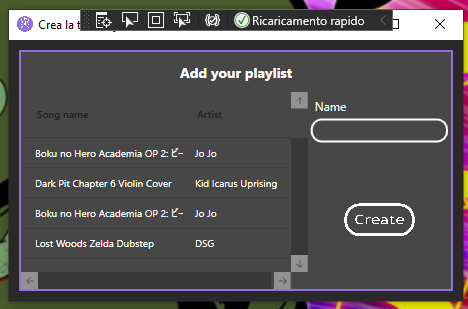 Crea la t
Ricaricamento rapido
Add your playlist
Song name Artist
Name
Boku no Hero Academia OP 2: ピー Jo Jo
Dark Pit Chapter 6 Violin Cover Kid Icarus Uprising
Boku no Hero Academia OP 2: ピー Jo Jo
Create
Lost Woods Zelda Dubstep DSG